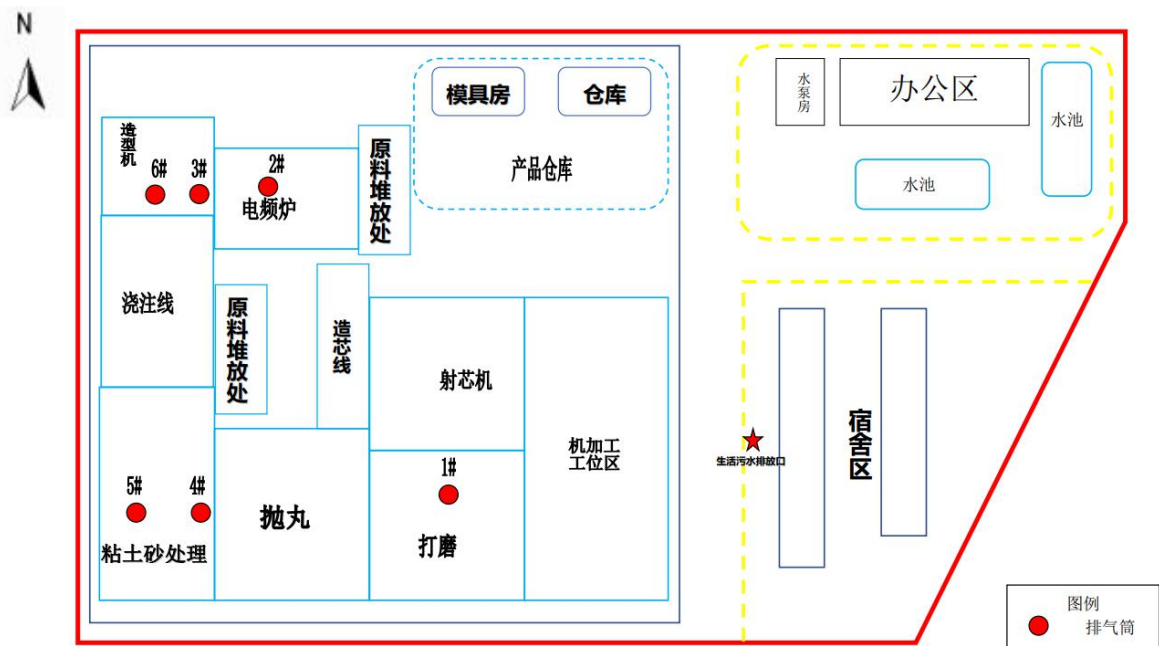 N
模具房
仓库
水泵房
办公区
水池
水池
造型机
6#
3#
2#
电频炉
原料堆放处
产品仓库
浇注线
原料堆放处
造芯线
射芯机
机加工
工位区
宿舍区
生活污水排放口
5#
4#
粘土砂处理
抛丸
1#
打磨
图例
排气筒